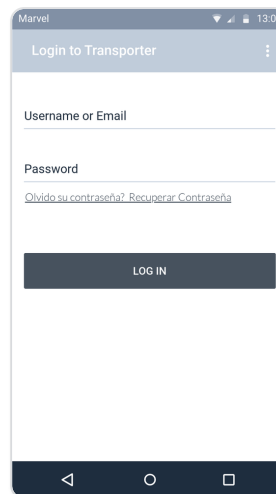 Marvel 13:0
Login to Transporter
Username or Email
Password
Olvido su contraseña? Recuperar Contraseña
LOG IN